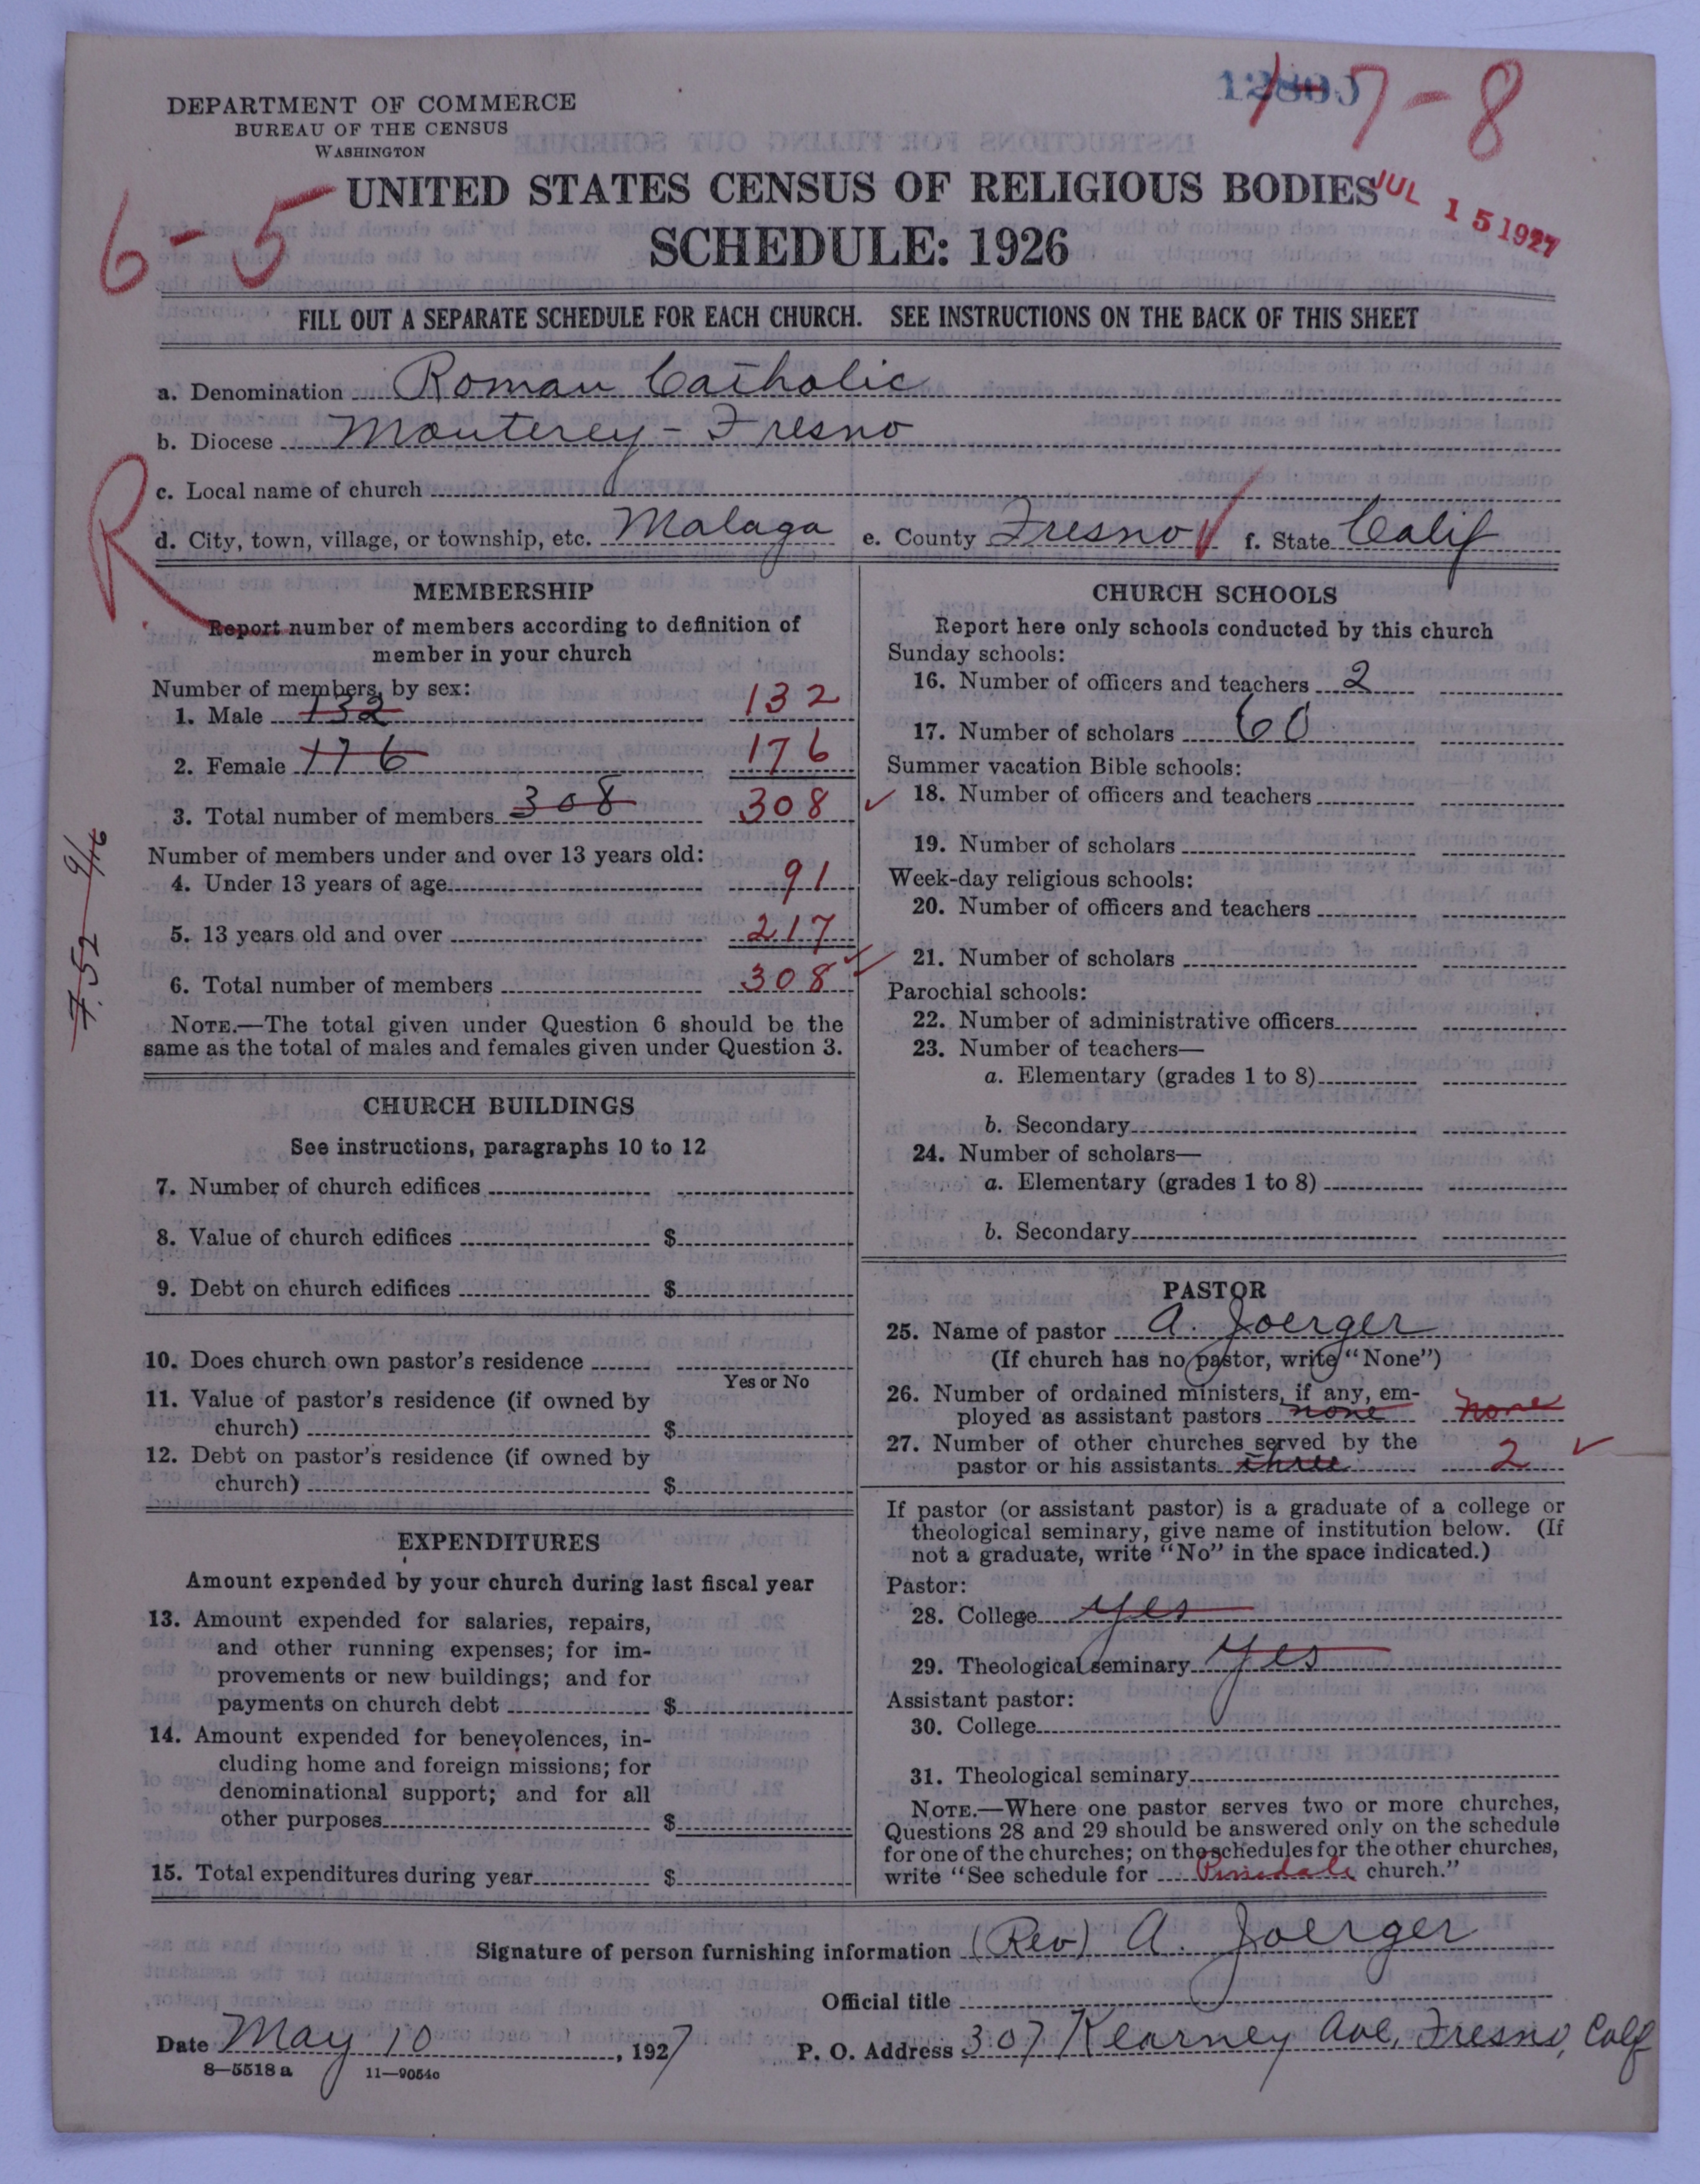 12800
1-7-8
DEPARTMENT OF COMMERCE
BUREAU OF THE CENSUS
WASHINGTON
6-5
UNITED STATES CENSUS OF RELIGIOUS BODIES
JUL 15 1927
SCHEDULE: 1926
FILL OUT A SEPARATE SCHEDULE FOR EACH CHURCH. SEE INSTRUCTIONS ON THE BACK OF THIS SHEET
a. Denomination Roman Catholic
b. Diocese Monterey-Fresno
R
c. Local name of church
d. City, town, village, or township, etc. Malaga e. County Fresno f. State Calif
MEMBERSHIP
Report number of members according to definition of
member in your church
Number of members, by sex:
1. Male 132 132
2. Female 176 176
3. Total number of members 308 308
Number of members under and over 13 years old:
4. Under 13 years of age 91
5. 13 years old and over 217
6. Total number of members 308
NOTE.—The total given under Question 6 should be the
same as the total of males and females given under Question 3.
CHURCH BUILDINGS
See instructions, paragraphs 10 to 12
7. Number of church edifices
8. Value of church edifices $
9. Debt on church edifices $
10. Does church own pastor's residence
Yes or No
11. Value of pastor's residence (if owned by
church) $
12. Debt on pastor's residence (if owned by
church) $
EXPENDITURES
Amount expended by your church during last fiscal year
13. Amount expended for salaries, repairs,
and other running expenses; for im-
provements or new buildings; and for
payments on church debt $
14. Amount expended for benevolences, in-
cluding home and foreign missions; for
denominational support; and for all
other purposes $
15. Total expenditures during year $
CHURCH SCHOOLS
Report here only schools conducted by this church
Sunday schools:
16. Number of officers and teachers 2
17. Number of scholars 60
Summer vacation Bible schools:
18. Number of officers and teachers
19. Number of scholars
Week-day religious schools:
20. Number of officers and teachers
21. Number of scholars
Parochial schools:
22. Number of administrative officers
23. Number of teachers—
a. Elementary (grades 1 to 8)
b. Secondary
24. Number of scholars—
a. Elementary (grades 1 to 8)
b. Secondary
PASTOR
25. Name of pastor A. Joerger
(If church has no pastor, write "None")
26. Number of ordained ministers, if any, em-
ployed as assistant pastors none none
27. Number of other churches served by the
pastor or his assistants three 2
If pastor (or assistant pastor) is a graduate of a college or
theological seminary, give name of institution below. (If
not a graduate, write "No" in the space indicated.)
Pastor:
28. College yes
29. Theological seminary yes
Assistant pastor:
30. College
31. Theological seminary
NOTE.—Where one pastor serves two or more churches,
Questions 28 and 29 should be answered only on the schedule
for one of the churches; on the schedules for the other churches,
write "See schedule for Pinedale church."
Signature of person furnishing information (Rev) A. Joerger
Official title
Date May 10, 1927 P. O. Address 307 Kearney Ave, Fresno, Calf
8—5518 a 11—9054c